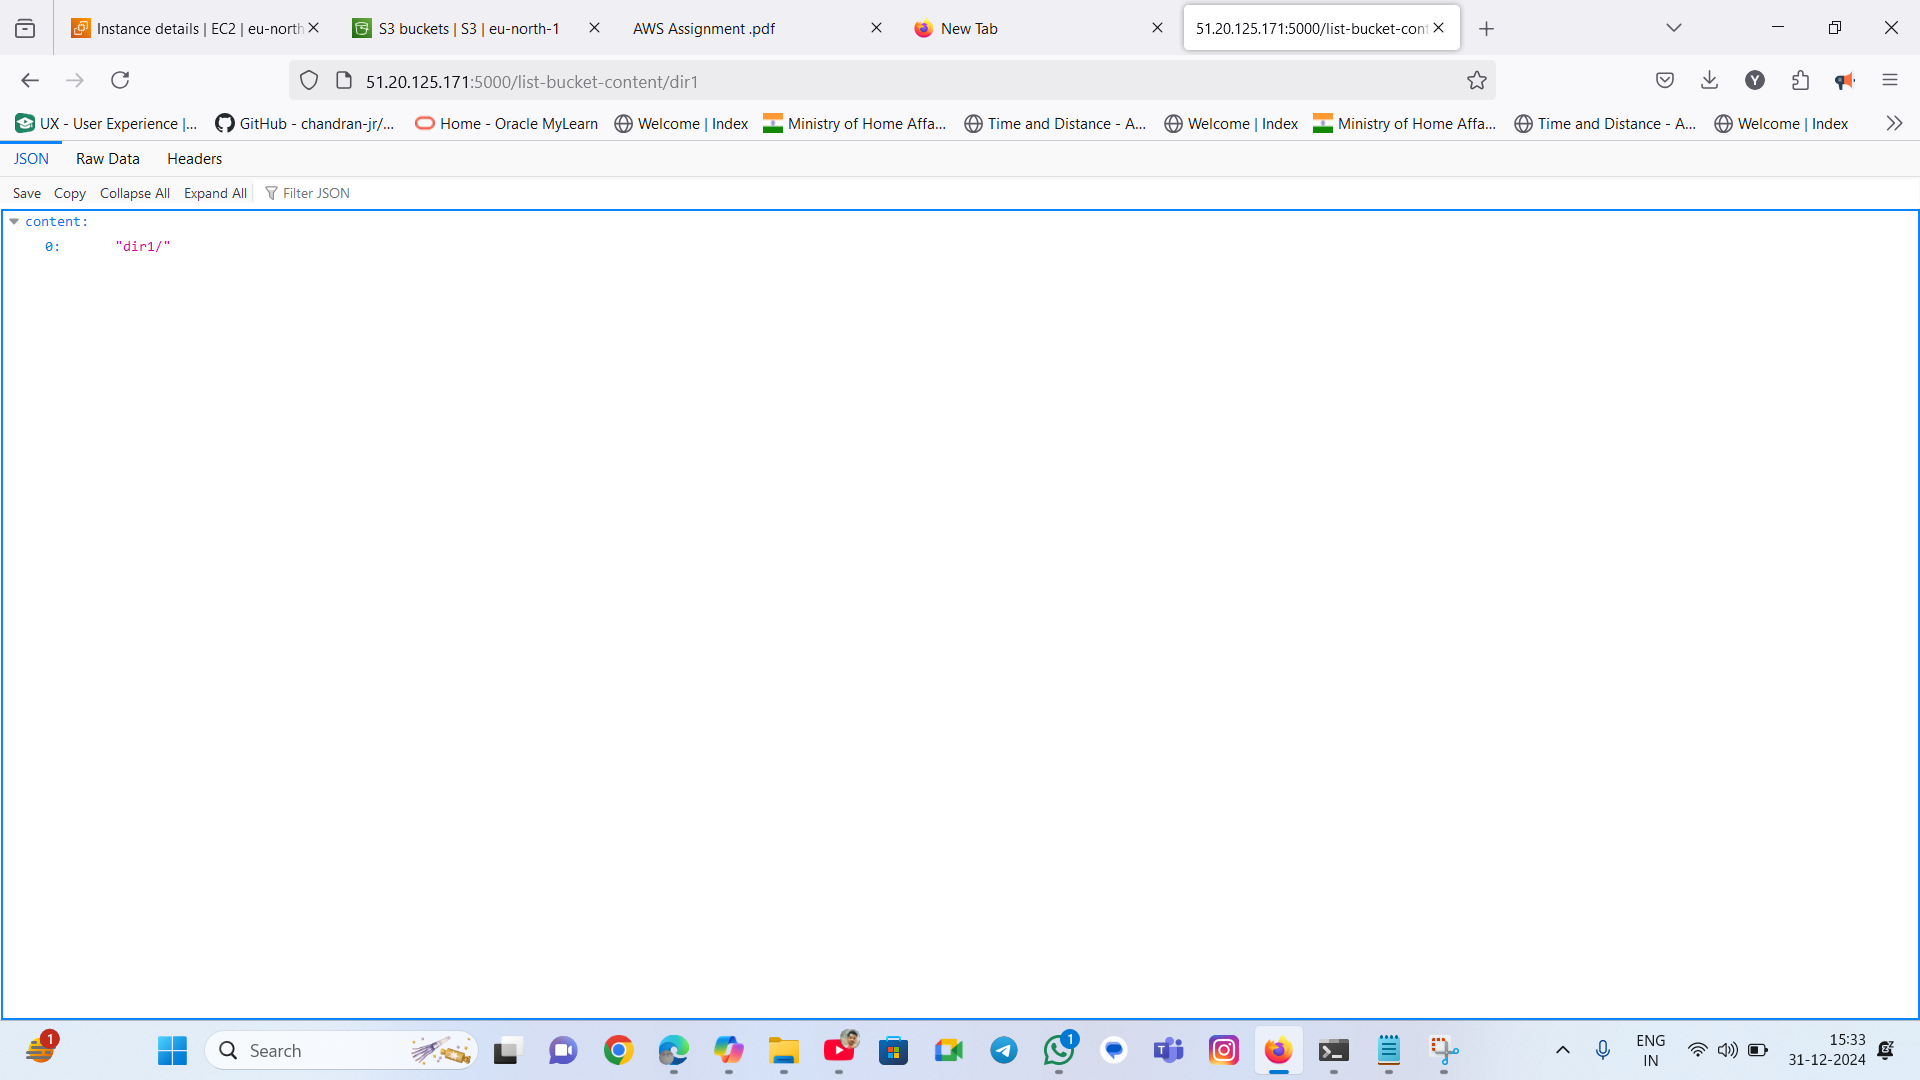 Instance details | EC2 | eu-north
S3 buckets | S3 | eu-north-1
AWS Assignment .pdf
New Tab
51.20.125.171:5000/list-bucket-cont
51.20.125.171:5000/list-bucket-content/dir1
Y
UX - User Experience |...
GitHub - chandran-jr/...
Home - Oracle MyLearn
Welcome | Index
Ministry of Home Affa...
Time and Distance - A...
Welcome | Index
Ministry of Home Affa...
Time and Distance - A...
Welcome | Index
JSON Raw Data Headers
Save Copy Collapse All Expand All Filter JSON
content:
0: "dir1/"
1
Search
1
ENG
IN
15:33
31-12-2024